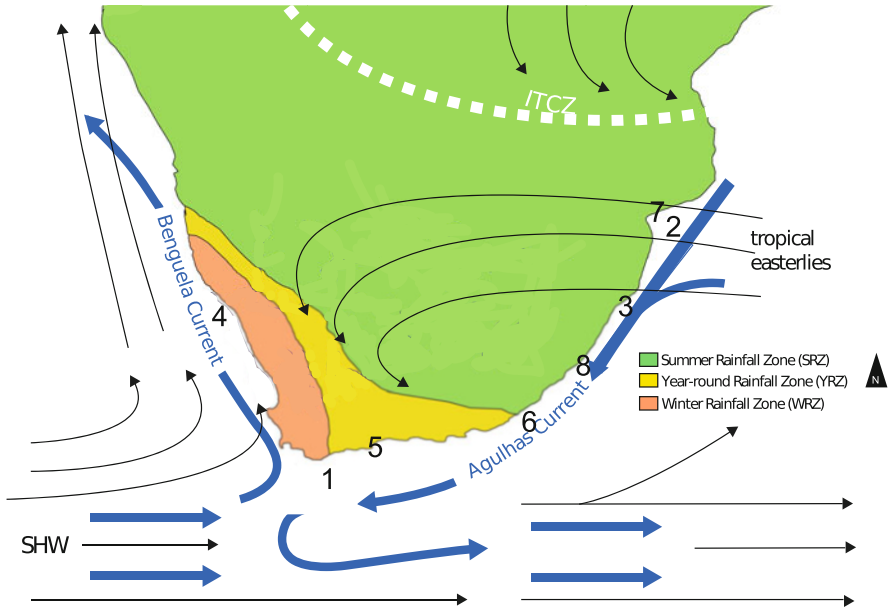 ITCZ
7
2
tropical
easterlies
Benguela Current
3
4
8
Summer Rainfall Zone (SRZ)
Year-round Rainfall Zone (YRZ)
Winter Rainfall Zone (WRZ)
N
6
Agulhas Current
5
1
SHW